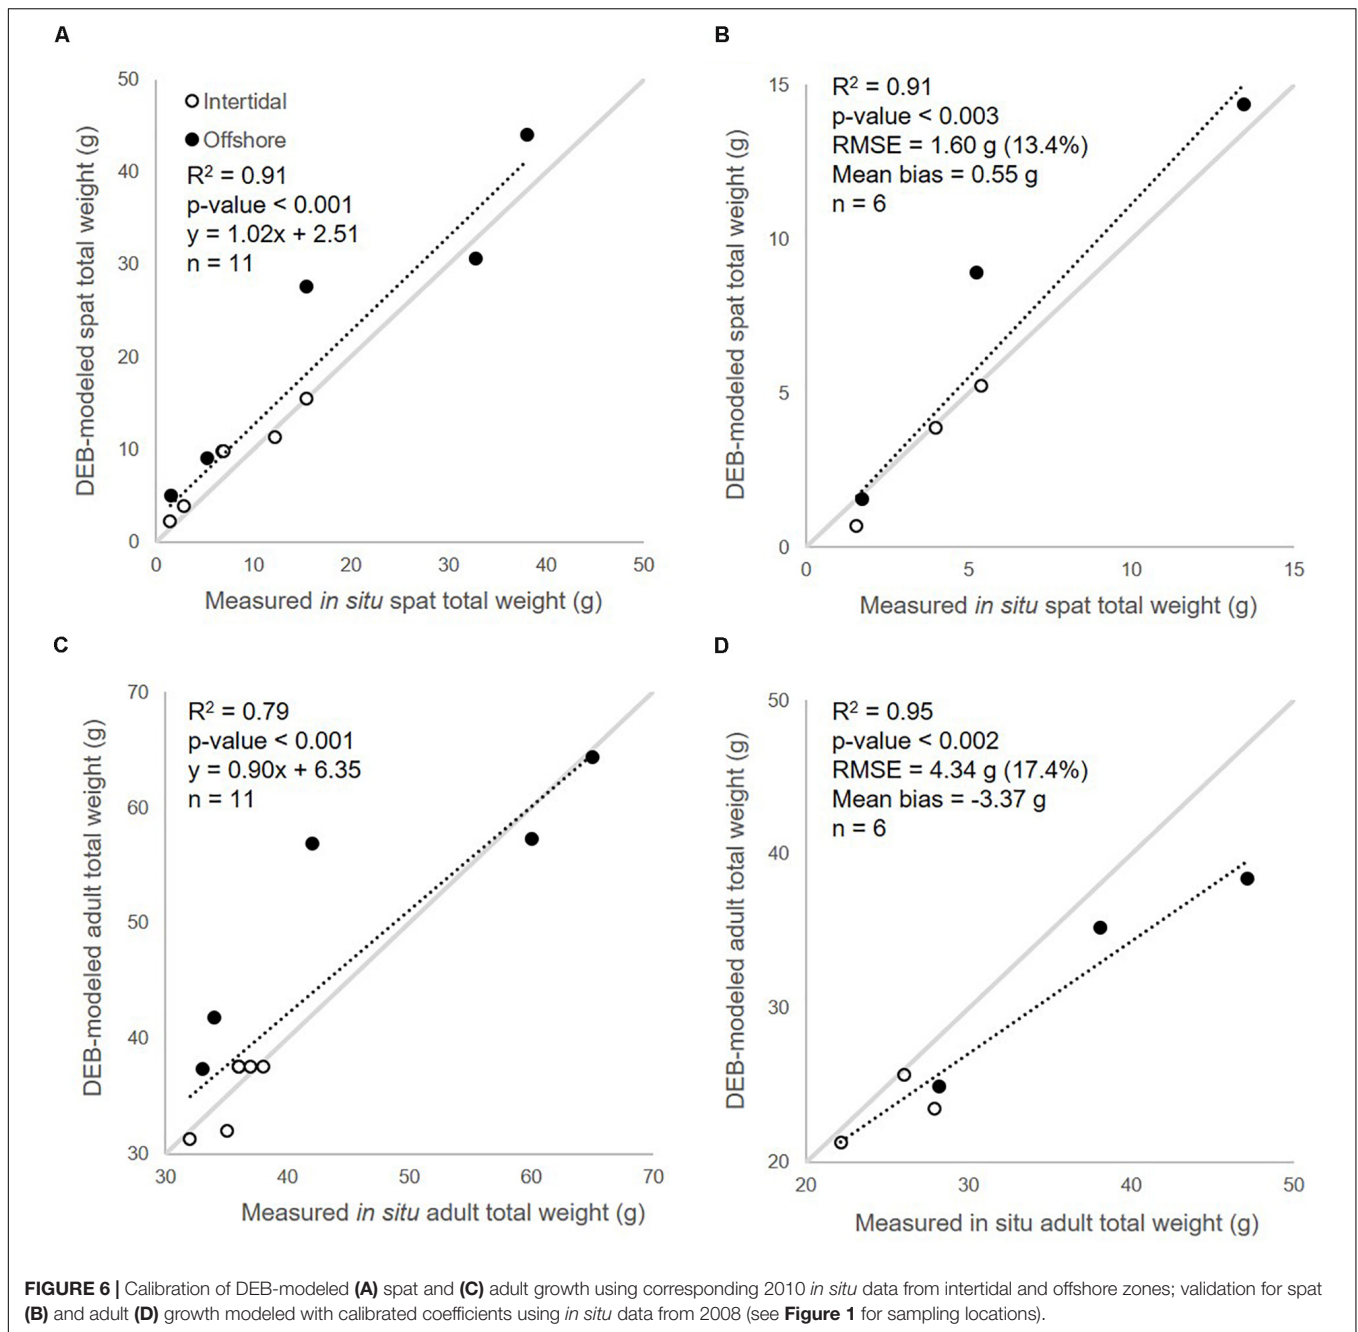 A
DEB-modeled spat total weight (g)
50
40
30
20
10
0
Intertidal
Offshore
R² = 0.91
p-value < 0.001
y = 1.02x + 2.51
n = 11
0 10 20 30 40 50
Measured in situ spat total weight (g)
B
DEB-modeled spat total weight (g)
15
10
5
0
R² = 0.91
p-value < 0.003
RMSE = 1.60 g (13.4%)
Mean bias = 0.55 g
n = 6
0 5 10 15
Measured in situ spat total weight (g)
C
DEB-modeled adult total weight (g)
70
60
50
40
30
R² = 0.79
p-value < 0.001
y = 0.90x + 6.35
n = 11
30 40 50 60 70
Measured in situ adult total weight (g)
D
DEB-modeled adult total weight (g)
50
40
30
20
R² = 0.95
p-value < 0.002
RMSE = 4.34 g (17.4%)
Mean bias = -3.37 g
n = 6
20 30 40 50
Measured in situ adult total weight (g)
FIGURE 6 | Calibration of DEB-modeled (A) spat and (C) adult growth using corresponding 2010 in situ data from intertidal and offshore zones; validation for spat
(B) and adult (D) growth modeled with calibrated coefficients using in situ data from 2008 (see Figure 1 for sampling locations).